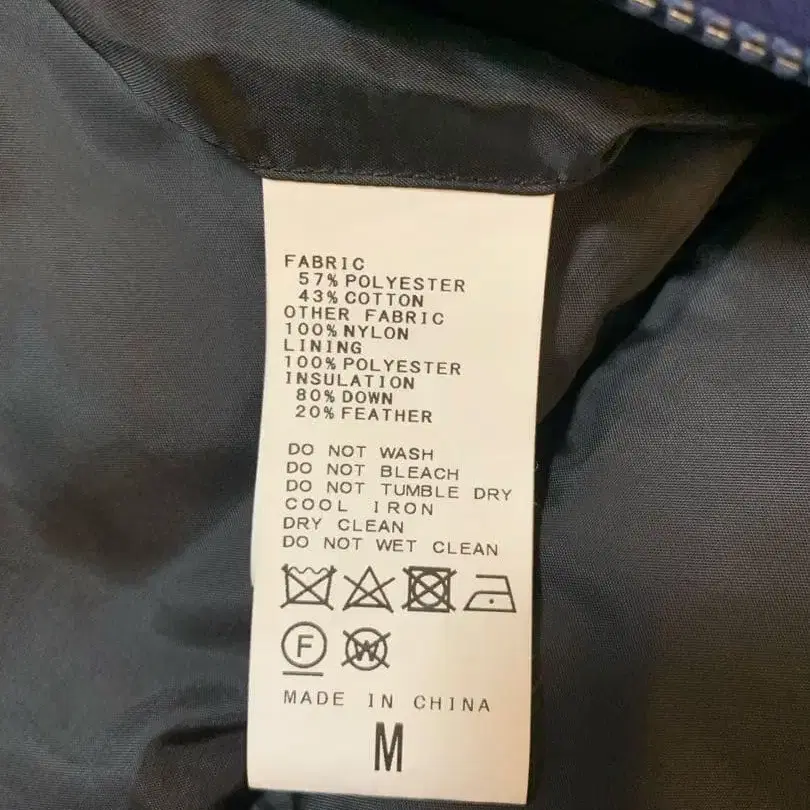 FABRIC
57% POLYESTER
43% COTTON
OTHER FABRIC
100% NYLON
LINING
100% POLYESTER
INSULATION
80% DOWN
20% FEATHER
DO NOT WASH
DO NOT BLEACH
DO NOT TUMBLE DRY
COOL IRON
DRY CLEAN
DO NOT WET CLEAN
F W
MADE IN CHINA
M